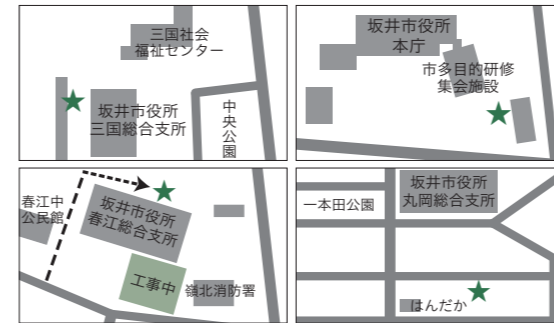 三国社会
福祉センター
坂井市役所
三国総合支所
中央公園
坂井市役所
本庁
市多目的研修
集会施設
春江中
公民館
坂井市役所
春江総合支所
工事中
嶺北消防署
坂井市役所
丸岡総合支所
一本田公園
はんだか